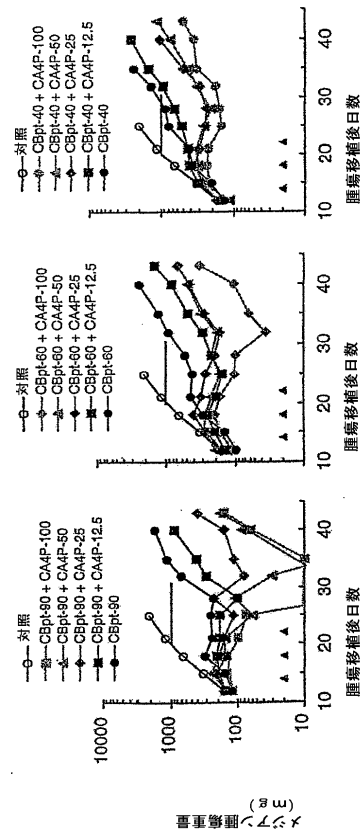 メジアン腫瘍重量
(mg)
10000
1000
100
10
対照
CBpt-90 + CA4P-100
CBpt-90 + CA4P-50
CBpt-90 + CA4P-25
CBpt-90 + CA4P-12.5
CBpt-90
10 20 30 40
腫瘍移植後日数
対照
CBpt-60 + CA4P-100
CBpt-60 + CA4P-50
CBpt-60 + CA4P-25
CBpt-60 + CA4P-12.5
CBpt-60
10 20 30 40
腫瘍移植後日数
対照
CBpt-40 + CA4P-100
CBpt-40 + CA4P-50
CBpt-40 + CA4P-25
CBpt-40 + CA4P-12.5
CBpt-40
10 20 30 40
腫瘍移植後日数